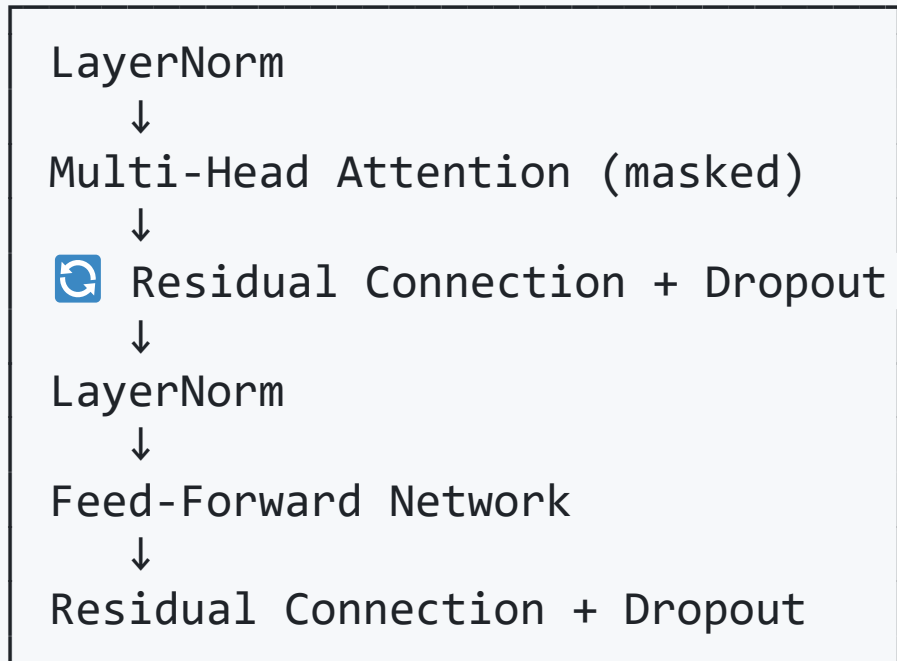 LayerNorm
↓
Multi-Head Attention (masked)
↓
🔄 Residual Connection + Dropout
↓
LayerNorm
↓
Feed-Forward Network
↓
Residual Connection + Dropout